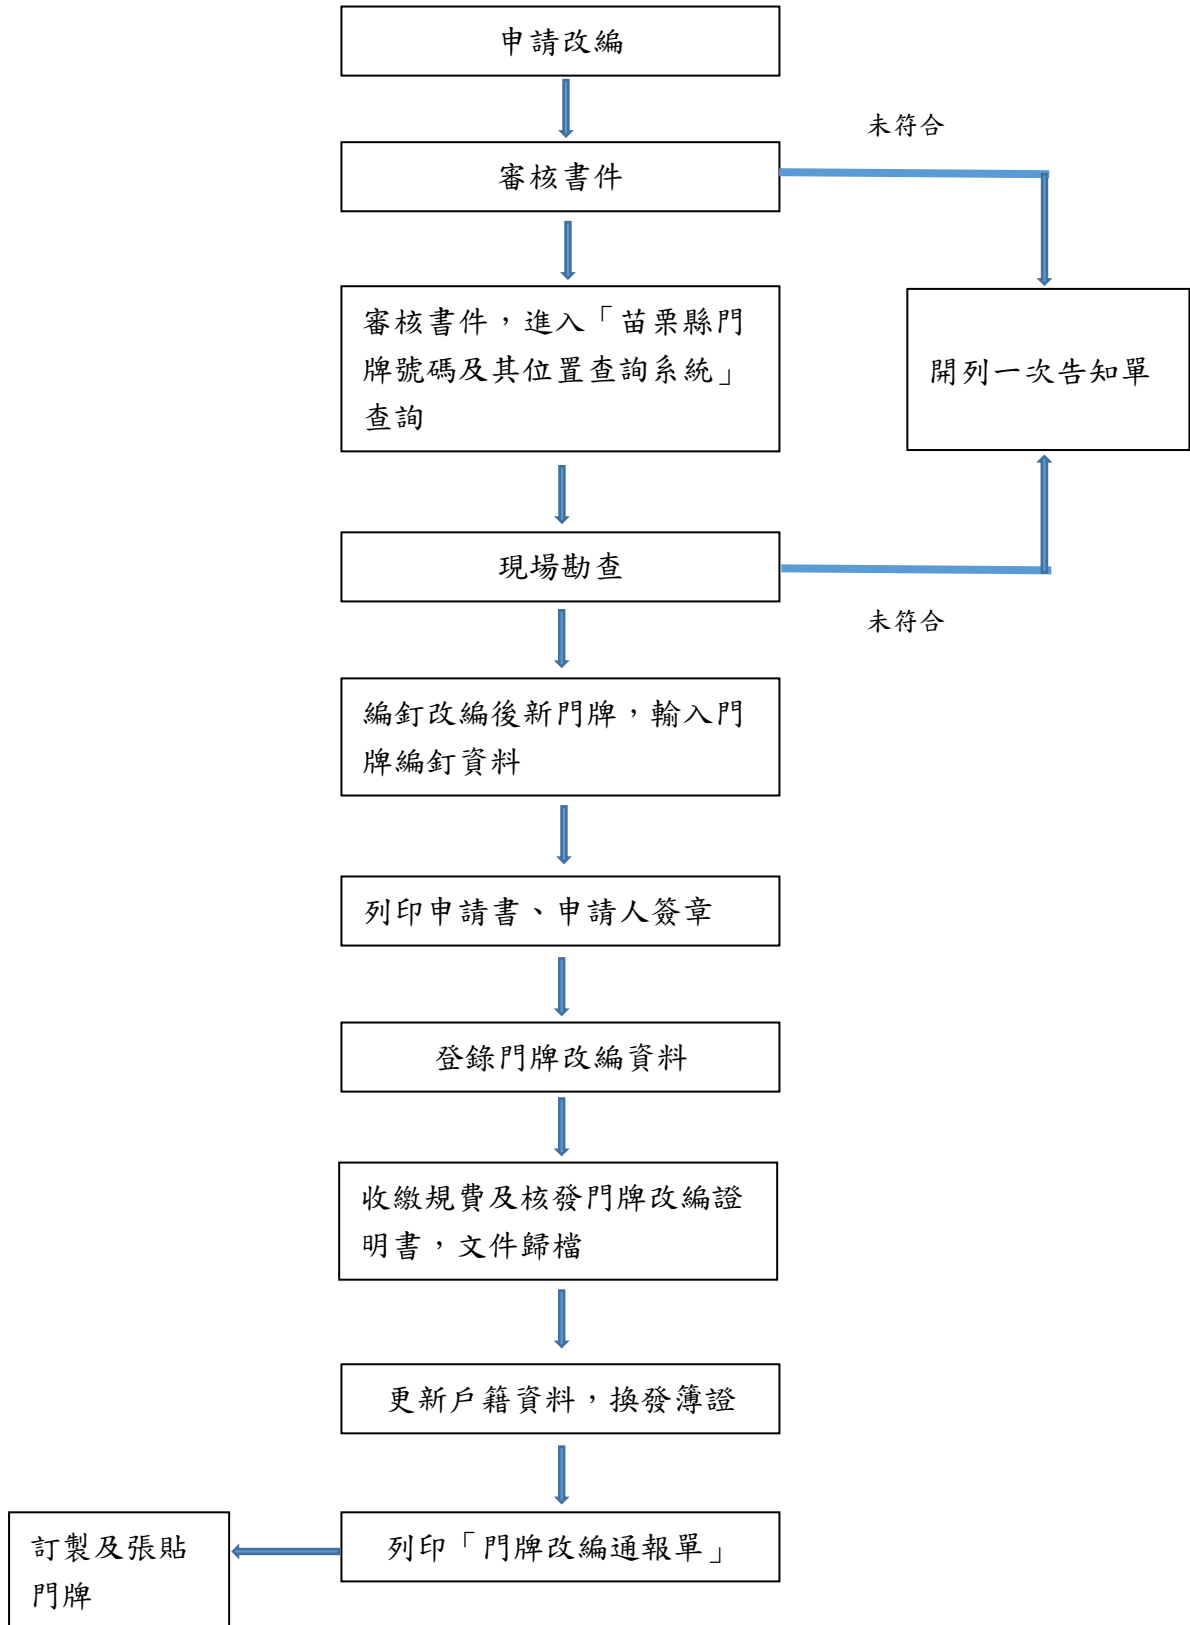 申請改編
未符合
審核書件
審核書件，進入「苗栗縣門
牌號碼及其位置查詢系統」
查詢
開列一次告知單
現場勘查
未符合
編釘改編後新門牌，輸入門
牌編釘資料
列印申請書、申請人簽章
登錄門牌改編資料
收繳規費及核發門牌改編證
明書，文件歸檔
更新戶籍資料，換發簿證
列印「門牌改編通報單」
訂製及張貼
門牌